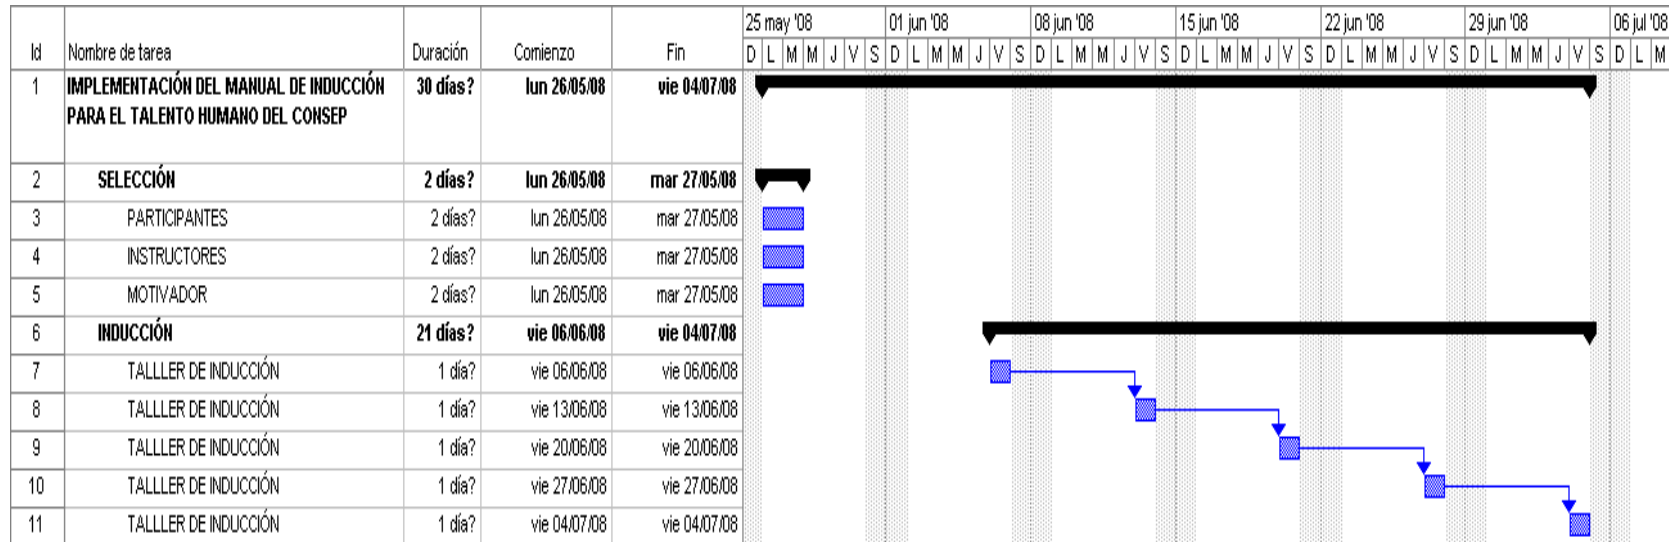 25 may '08 01 jun '08 08 jun '08 15 jun '08 22 jun '08 29 jun '08 06 jul '08
Id Nombre de tarea Duración Comienzo Fin D L M M J V S D L M M J V S D L M M J V S D L M M J V S D L M M J V S D L M M J V S D L M
1 IMPLEMENTACIÓN DEL MANUAL DE INDUCCIÓN 30 días? lun 26/05/08 vie 04/07/08
PARA EL TALENTO HUMANO DEL CONSEP
2 SELECCIÓN 2 días? lun 26/05/08 mar 27/05/08
3 PARTICIPANTES 2 días? lun 26/05/08 mar 27/05/08
4 INSTRUCTORES 2 días? lun 26/05/08 mar 27/05/08
5 MOTIVADOR 2 días? lun 26/05/08 mar 27/05/08
6 INDUCCIÓN 21 días? vie 06/06/08 vie 04/07/08
7 TALLLER DE INDUCCIÓN 1 día? vie 06/06/08 vie 06/06/08
8 TALLLER DE INDUCCIÓN 1 día? vie 13/06/08 vie 13/06/08
9 TALLLER DE INDUCCIÓN 1 día? vie 20/06/08 vie 20/06/08
10 TALLLER DE INDUCCIÓN 1 día? vie 27/06/08 vie 27/06/08
11 TALLLER DE INDUCCIÓN 1 día? vie 04/07/08 vie 04/07/08